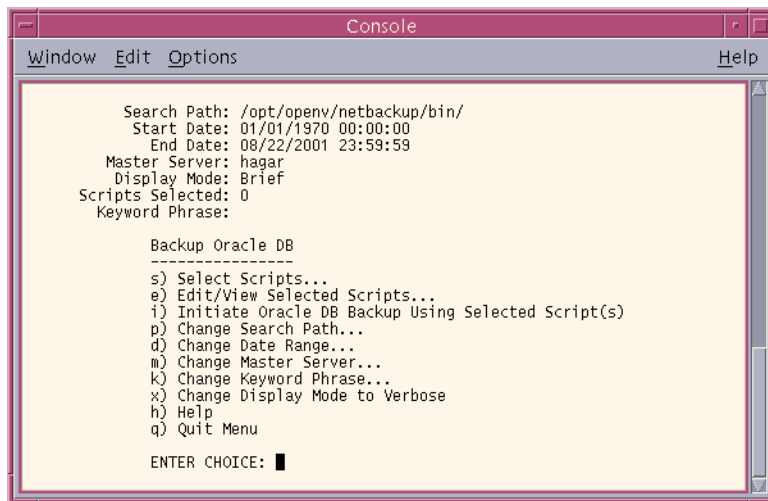 Console
Window Edit Options Help
Search Path: /opt/openv/netbackup/bin/
Start Date: 01/01/1970 00:00:00
End Date: 08/22/2001 23:59:59
Master Server: hagar
Display Mode: Brief
Scripts Selected: 0
Keyword Phrase:
Backup Oracle DB
----------------
s) Select Scripts...
e) Edit/View Selected Scripts...
i) Initiate Oracle DB Backup Using Selected Script(s)
p) Change Search Path...
d) Change Date Range...
m) Change Master Server...
k) Change Keyword Phrase...
x) Change Display Mode to Verbose
h) Help
q) Quit Menu
ENTER CHOICE: